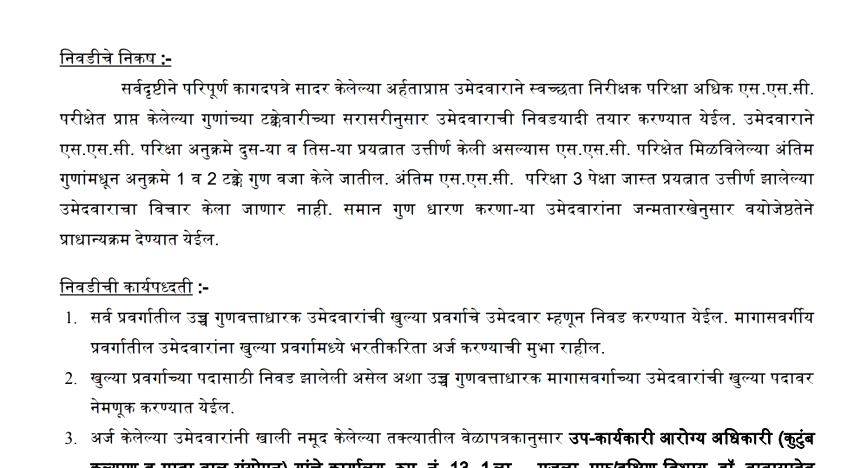 निवडीचे निकष :-
सर्वदृष्टीने परिपूर्ण कागदपत्रे सादर केलेल्या अर्हताप्राप्त उमेदवाराने स्वच्छता निरीक्षक परिक्षा अधिक एस.एस.सी.
परीक्षेत प्राप्त केलेल्या गुणांच्या टक्केवारीच्या सरासरीनुसार उमेदवाराची निवडयादी तयार करण्यात येईल. उमेदवाराने
एस.एस.सी. परिक्षा अनुक्रमे दुस-या व तिस-या प्रयत्नात उत्तीर्ण केली असल्यास एस.एस.सी. परिक्षेत मिळविलेल्या अंतिम
गुणांमधून अनुक्रमे 1 व 2 टक्के गुण वजा केले जातील. अंतिम एस.एस.सी. परिक्षा 3 पेक्षा जास्त प्रयत्नात उत्तीर्ण झालेल्या
उमेदवाराचा विचार केला जाणार नाही. समान गुण धारण करणा-या उमेदवारांना जन्मतारखेनुसार वयोजेष्ठतेने
प्राधान्यक्रम देण्यात येईल.
निवडीची कार्यपध्दती :-
1. सर्व प्रवर्गातील उच्च गुणवत्ताधारक उमेदवारांची खुल्या प्रवर्गाचे उमेदवार म्हणून निवड करण्यात येईल. मागासवर्गीय
प्रवर्गातील उमेदवारांना खुल्या प्रवर्गामध्ये भरतीकरिता अर्ज करण्याची मुभा राहील.
2. खुल्या प्रवर्गाच्या पदासाठी निवड झालेली असेल अशा उच्च गुणवत्ताधारक मागासवर्गाच्या उमेदवारांची खुल्या पदावर
नेमणूक करण्यात येईल.
3. अर्ज केलेल्या उमेदवारांनी खाली नमूद केलेल्या तक्त्यातील वेळापत्रकानुसार उप-कार्यकारी आरोग्य अधिकारी (कुटुंब